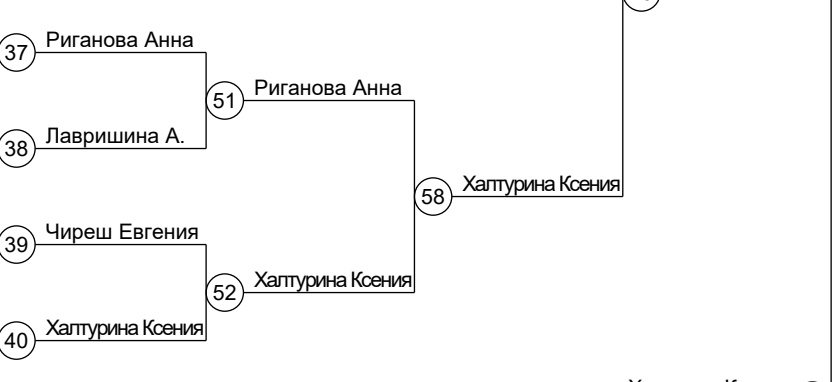 37 Риганова Анна
51 Риганова Анна
38 Лавришина А.
58 Халтурина Ксения
39 Чиреш Евгения
52 Халтурина Ксения
40 Халтурина Ксения